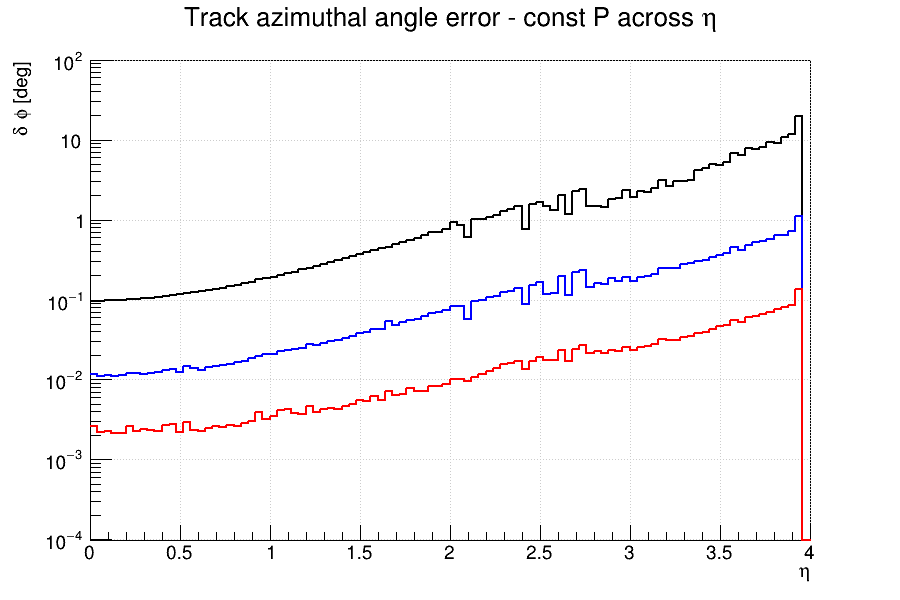 Track azimuthal angle error - const P across η
δ ϕ [deg]
10²
10
1
10⁻¹
10⁻²
10⁻³
10⁻⁴
0 0.5 1 1.5 2 2.5 3 3.5 4
η